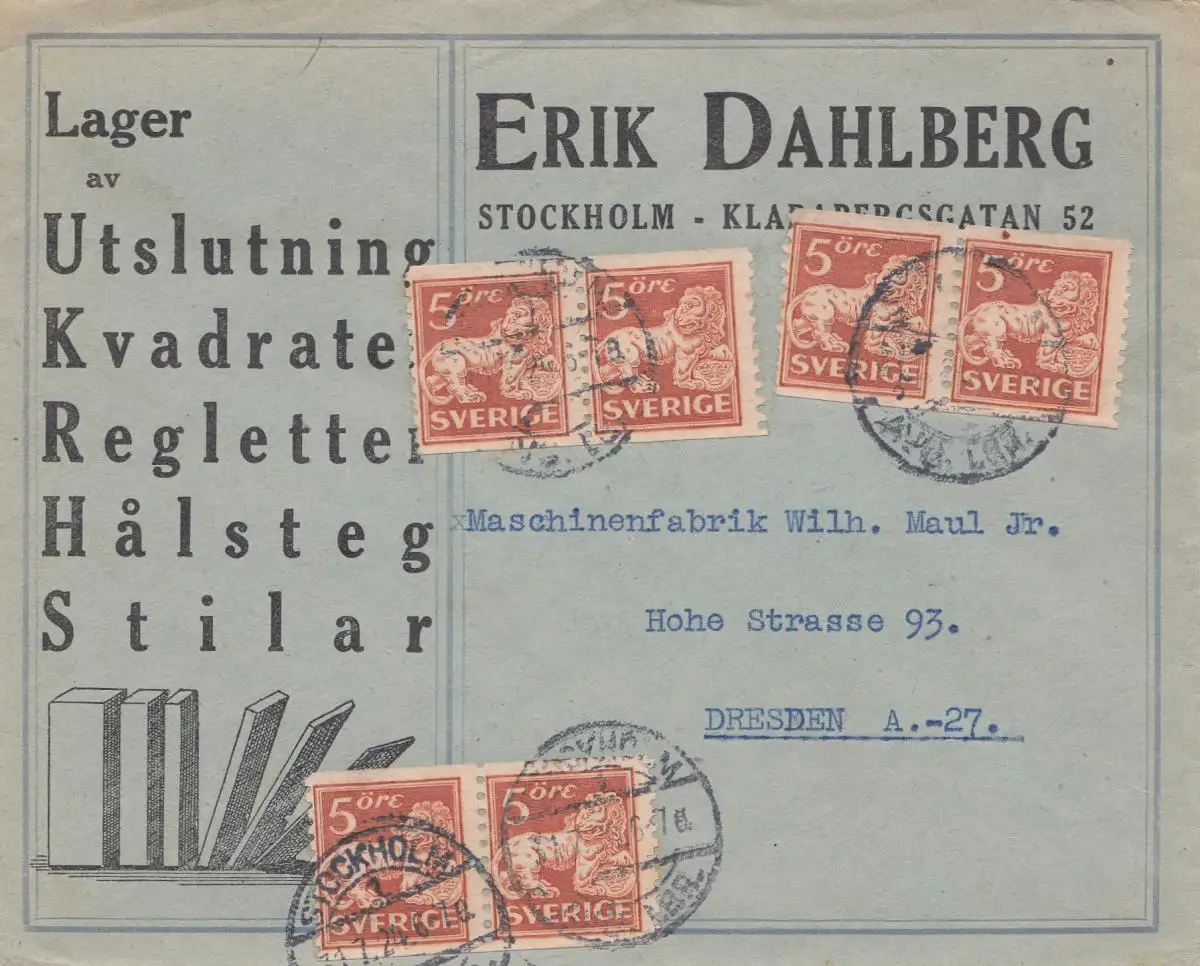 Lager
av
Utslutning
Kvadrater
Regletter
Hålsteg
Stilar
ERIK DAHLBERG
STOCKHOLM - KLARABERGSGATAN 52
5 öre 5 öre
SVERIGE SVERIGE
5 öre 5 öre
SVERIGE SVERIGE
xMaschinenfabrik Wilh. Maul Jr.
Hohe Strasse 93.
DRESDEN A.-27.
5 öre 5 öre
SVERIGE SVERIGE
STOCKHOLM
STOCKHOLM